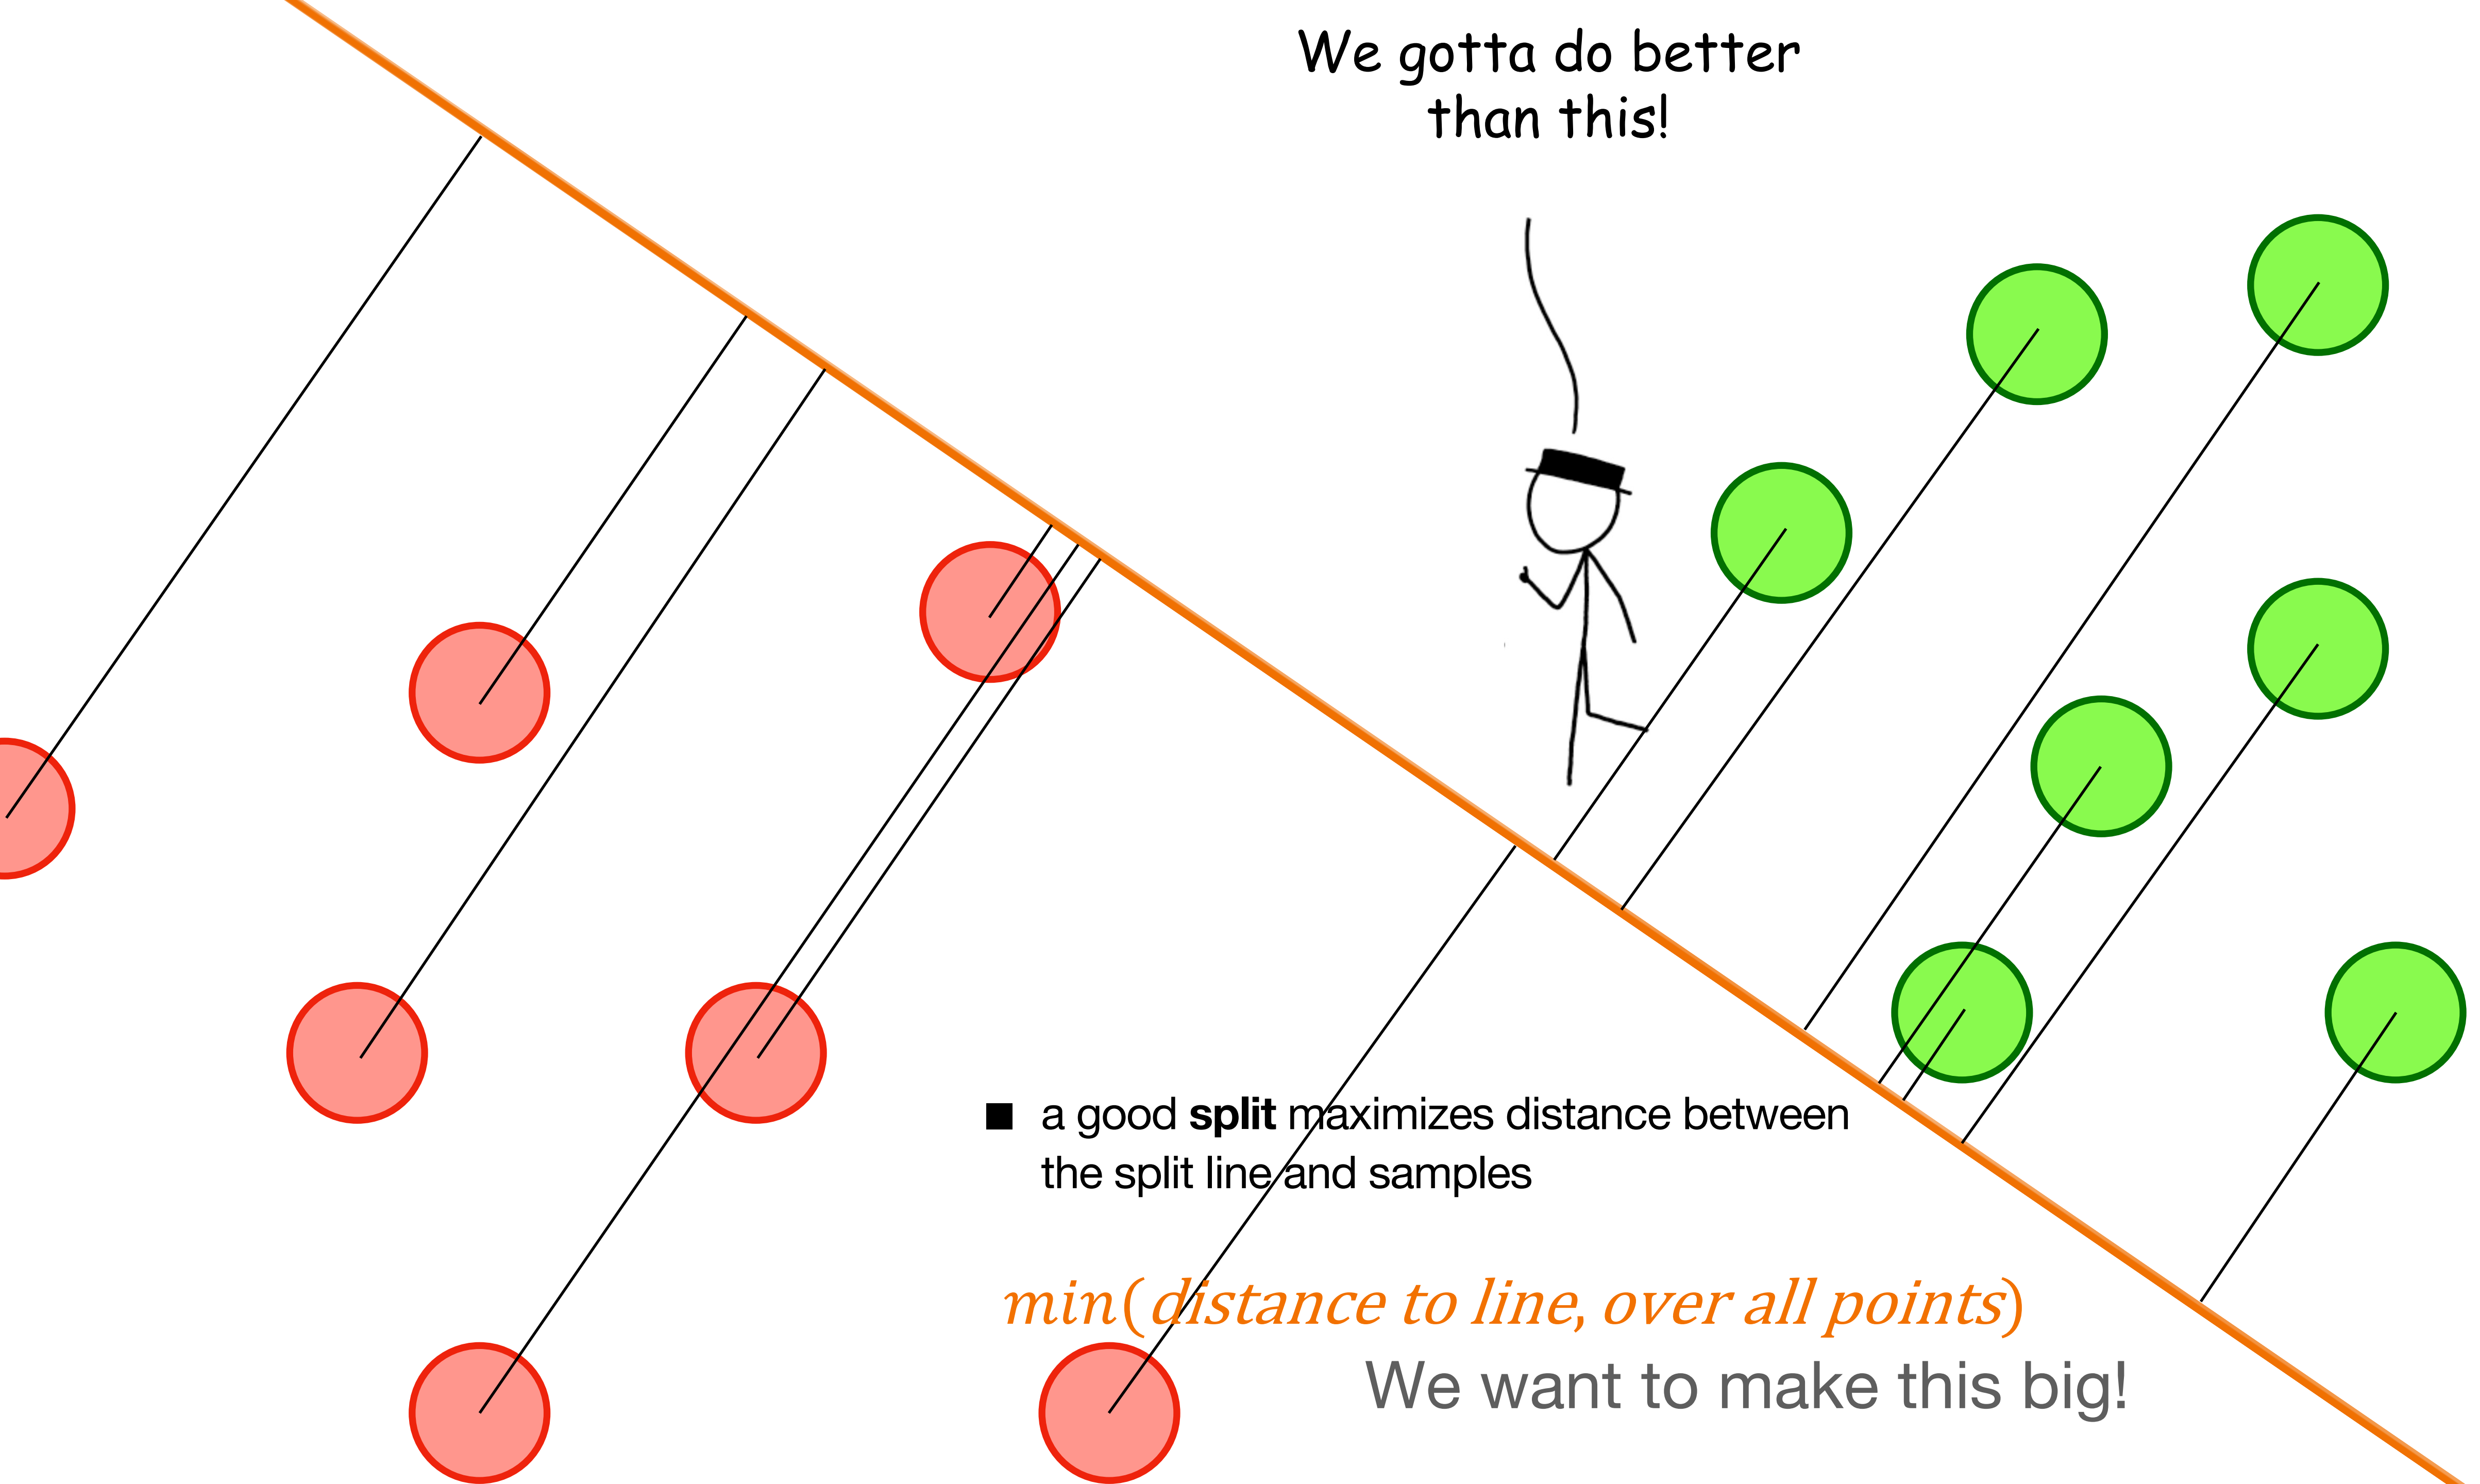 We gotta do better
than this!
a good split maximizes distance between
the split line and samples
min(distance to line, over all points)
We want to make this big!